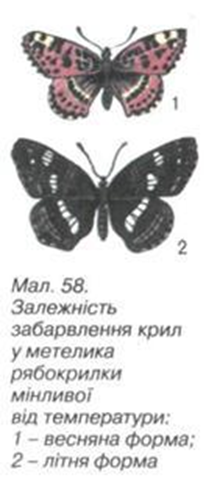 1
2
Мал. 58.
Залежність
забарвлення крил
у метелика
рябокрилки
мінливої
від температури:
1 – весняна форма;
2 – літня форма